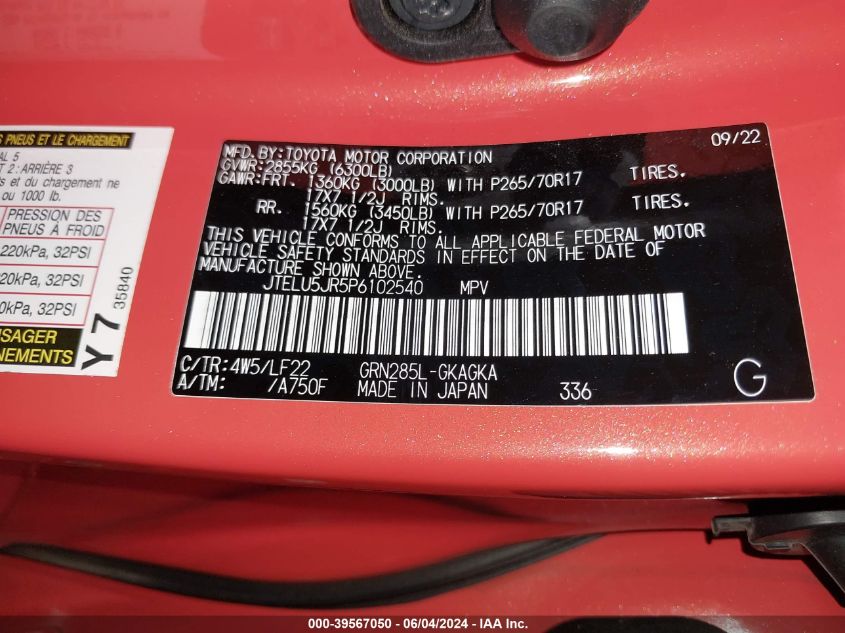 S PNEUS ET LE CHARGEMENT
AL 5
T 2 : ARRIÈRE 3
ts et du chargement ne
ou 1000 lb.
PRESSION DES
PNEUS À FROID
220kPa, 32PSI
20kPa, 32PSI
0kPa, 32PSI
SAGER
NEMENTS
Y 7
35840
MFD. BY: TOYOTA MOTOR CORPORATION 09/22
GVWR: 2855KG (6300LB)
GAWR: FRT. 1360KG (3000LB) WITH P265/70R17 TIRES.
17X7 1/2J RIMS.
RR. 1560KG (3450LB) WITH P265/70R17 TIRES.
17X7 1/2J RIMS.
THIS VEHICLE CONFORMS TO ALL APPLICABLE FEDERAL MOTOR
VEHICLE SAFETY STANDARDS IN EFFECT ON THE DATE OF
MANUFACTURE SHOWN ABOVE.
JTELU5JR5P6102540 MPV
C/TR: 4W5/LF22 GRN285L-GKAGKA
A/TM: /A750F MADE IN JAPAN 336 G
000-39567050 - 06/04/2024 - IAA Inc.